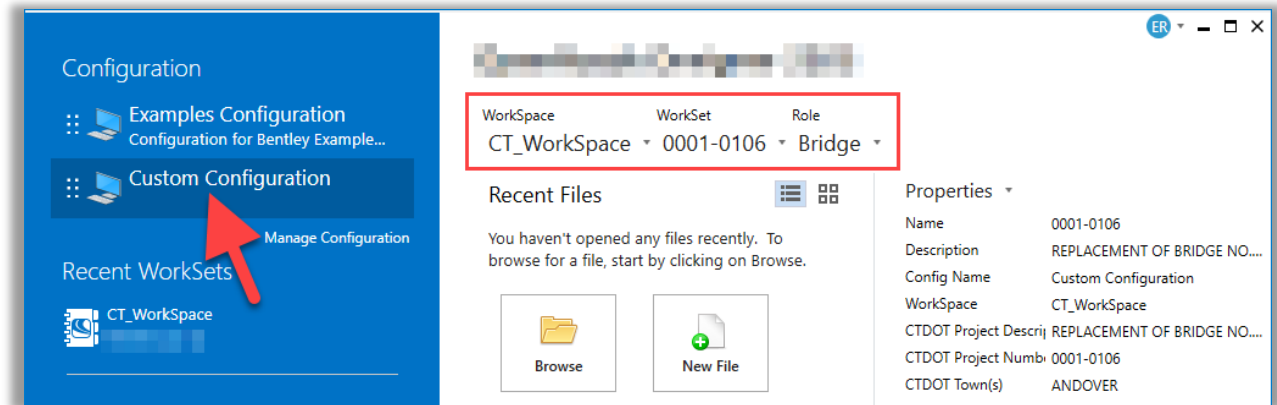 ER
Configuration
Examples Configuration
Configuration for Bentley Example...
Custom Configuration
Manage Configuration
Recent WorkSets
CT_WorkSpace
WorkSpace WorkSet Role
CT_WorkSpace 0001-0106 Bridge
Recent Files
You haven't opened any files recently. To
browse for a file, start by clicking on Browse.
Browse New File
Properties
Name 0001-0106
Description REPLACEMENT OF BRIDGE NO....
Config Name Custom Configuration
WorkSpace CT_WorkSpace
CTDOT Project Descrip REPLACEMENT OF BRIDGE NO....
CTDOT Project Numb 0001-0106
CTDOT Town(s) ANDOVER